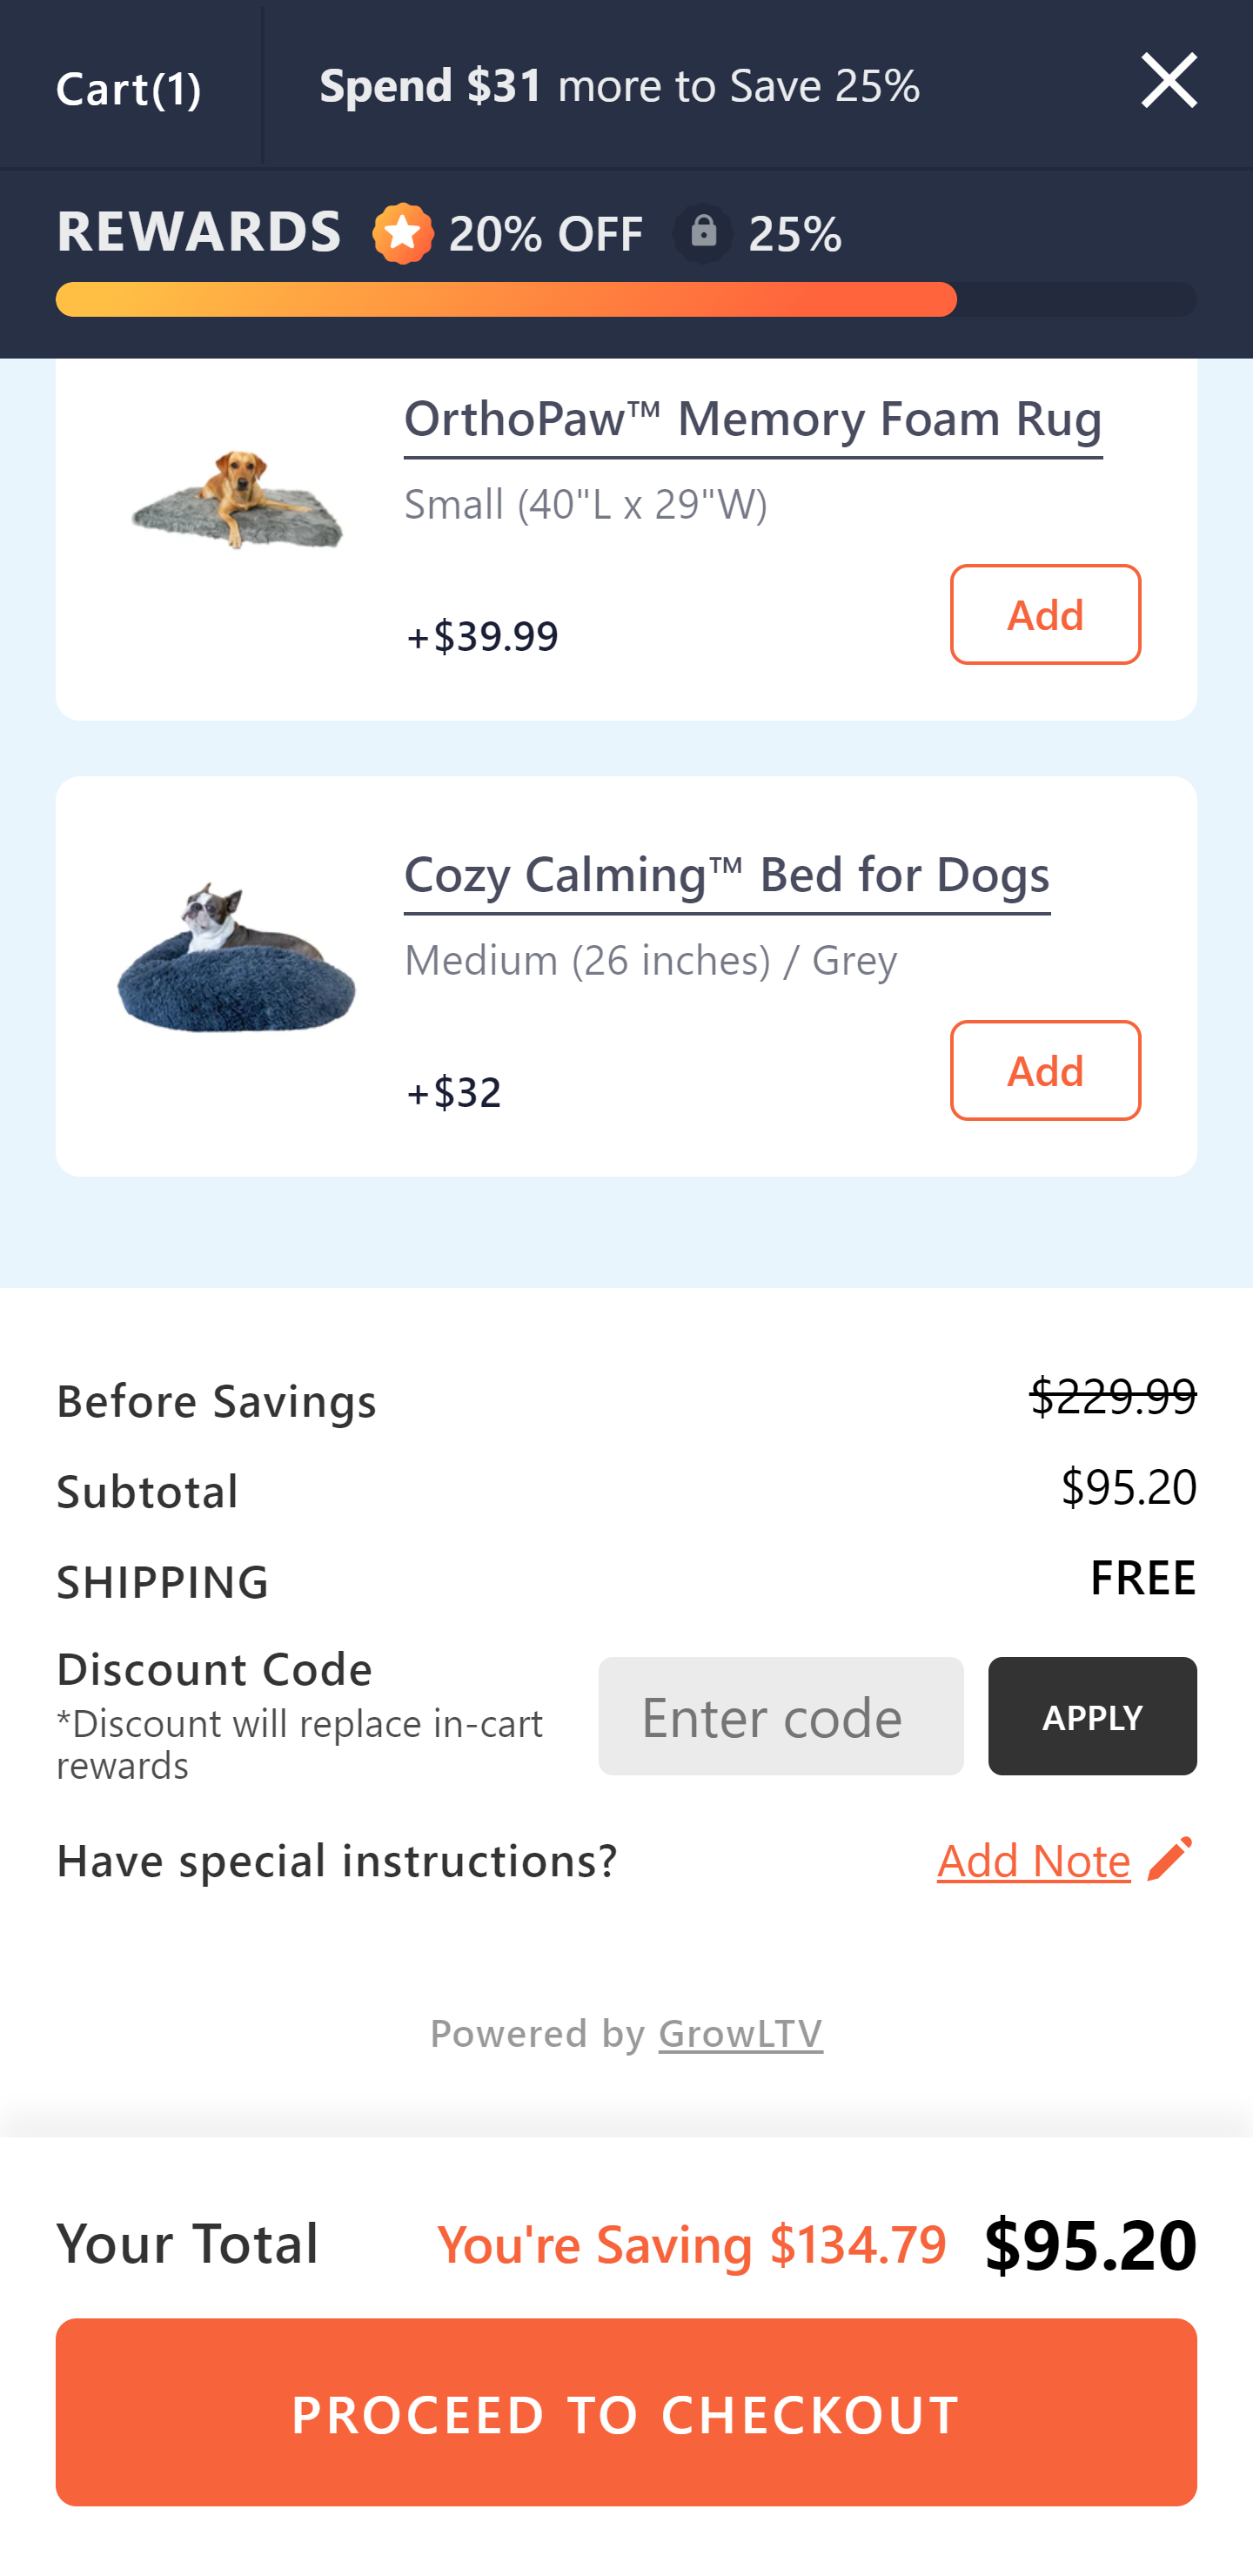 Cart(1)
Spend $31 more to Save 25%
REWARDS 20% OFF 25%
OrthoPaw™ Memory Foam Rug
Small (40"L x 29"W)
+$39.99
Add
Cozy Calming™ Bed for Dogs
Medium (26 inches) / Grey
+$32
Add
Before Savings $229.99
Subtotal $95.20
SHIPPING FREE
Discount Code
*Discount will replace in-cart
rewards
Enter code
APPLY
Have special instructions? Add Note
Powered by GrowLTV
Your Total You're Saving $134.79 $95.20
PROCEED TO CHECKOUT